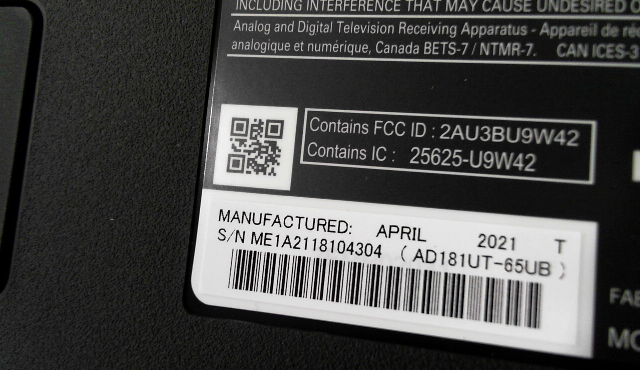 INCLUDING INTERFERENCE THAT MAY CAUSE UNDESIRED
Analog and Digital Television Receiving Apparatus - Appareil de
analogique et numérique, Canada BETS-7 / NTMR-7. CAN ICES-3
Contains FCC ID : 2AU3BU9W42
Contains IC : 25625-U9W42
MANUFACTURED: APRIL 2021 T
S/N ME1A2118104304 ( AD181UT-65UB )